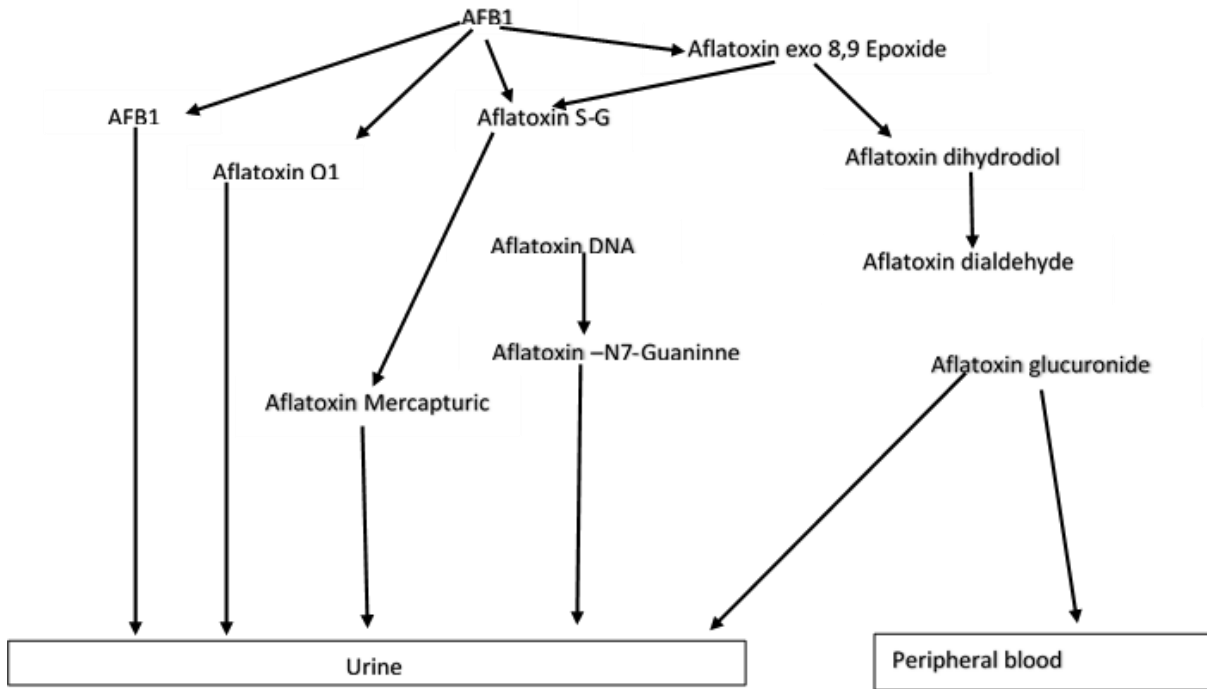 AFB1
Aflatoxin exo 8,9 Epoxide
AFB1
Aflatoxin S-G
Aflatoxin dihydrodiol
Aflatoxin Q1
Aflatoxin DNA
Aflatoxin dialdehyde
Aflatoxin –N7-Guaninne
Aflatoxin glucuronide
Aflatoxin Mercapturic
Urine
Peripheral blood